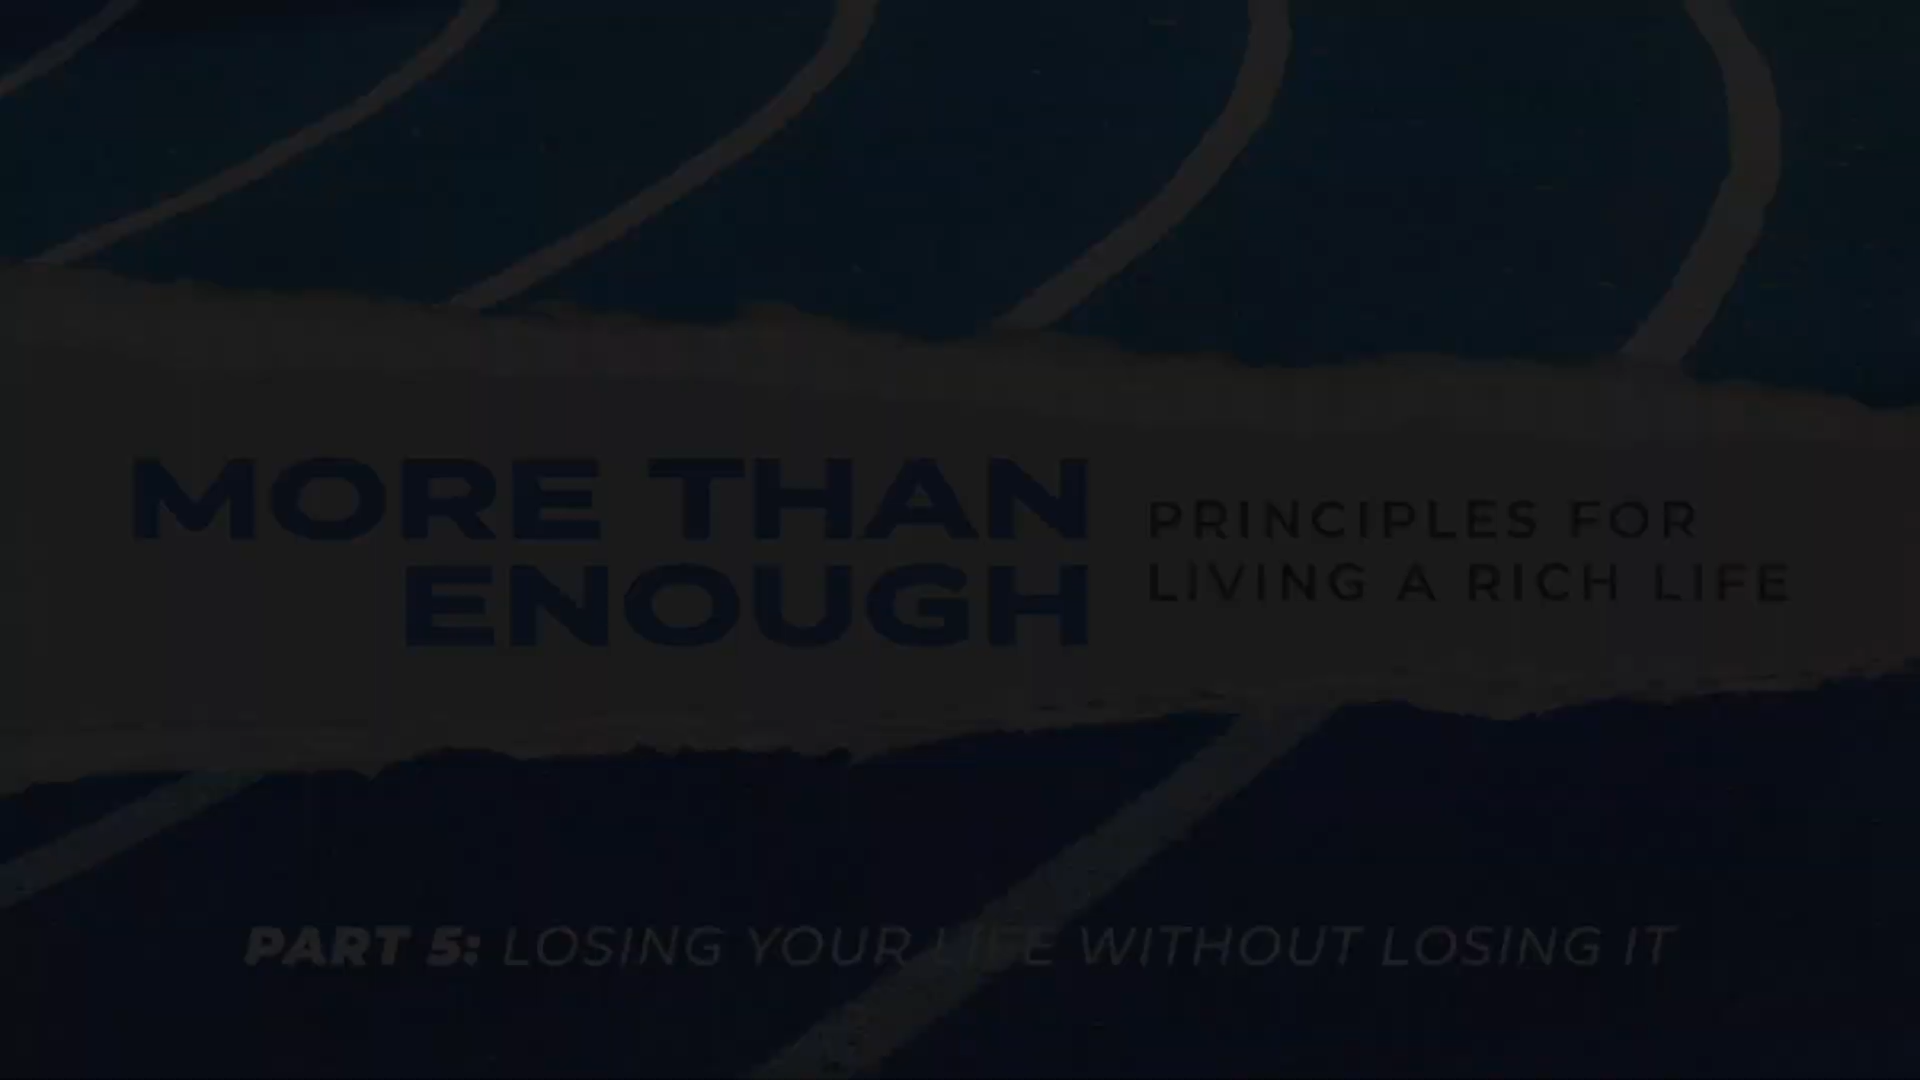 MORE THAN
ENOUGH
PRINCIPLES FOR
LIVING A RICH LIFE
PART 5: LOSING YOUR LIFE WITHOUT LOSING IT